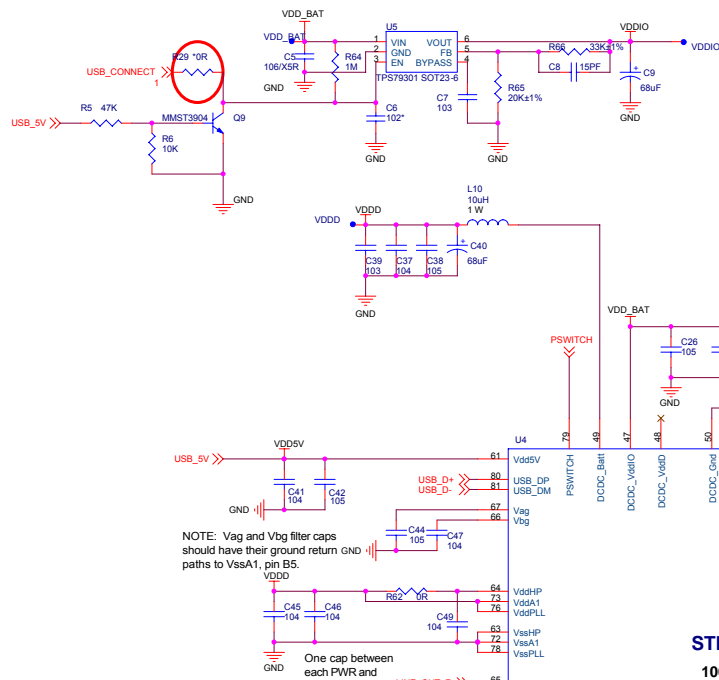 VDD_BAT
U5
R29 *0R
VDD_BAT
USB_CONNECT
1
C5
106/X5R
GND
R64
1M
1 VIN VOUT 6
2 GND FB 5
3 EN BYPASS 4
TPS79301 SOT23-6
R66 33K±1%
C8 15PF
VDDIO
VDDIO
C9
68uF
GND
R65
20K±1%
GND
C7
103
C6
102*
GND
R5 47K
USB_5V
MMST3904 Q9
R6
10K
GND
L10
10uH
1 W
VDDD
VDDD
C39
103
C37
104
C38
105
C40
68uF
GND
VDD_BAT
PSWITCH
C26
105
GND
79
49
47
48
50
U4
PSWITCH
DCDC_Batt
DCDC_VddIO
DCDC_VddD
DCDC_Gnd
VDD5V
USB_5V
61 Vdd5V
C41
104
C42
105
GND
USB_D+ 80 USB_DP
USB_D- 81 USB_DM
67 Vag
66 Vbg
C44
105
C47
104
GND
NOTE: Vag and Vbg filter caps
should have their ground return
paths to VssA1, pin B5.
VDDD
C45
104
C46
104
R62 0R
C49
104
64 VddHP
73 VddA1
76 VddPLL
63 VssHP
72 VssA1
78 VssPLL
GND
One cap between
each PWR and
65
ST
10